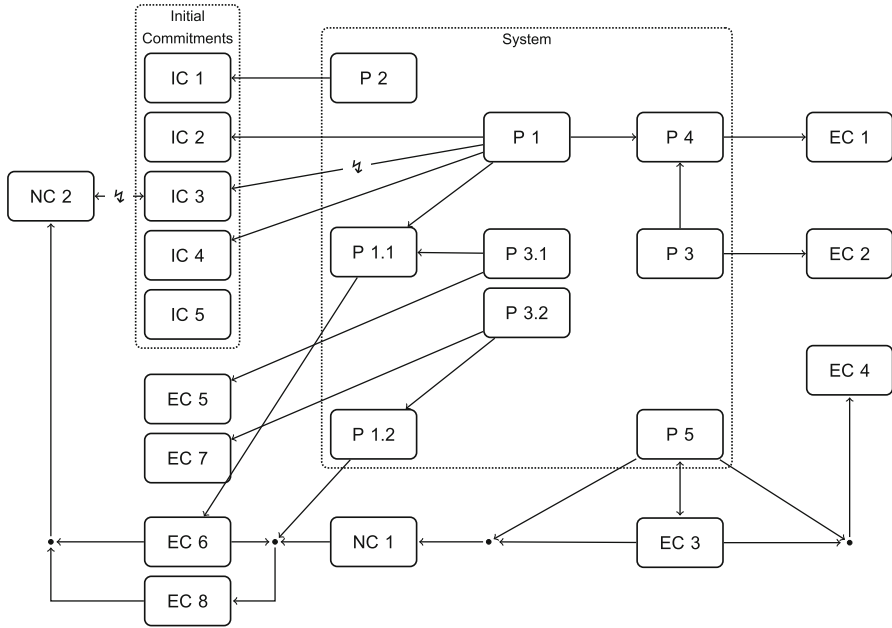 Initial
Commitments
System
IC 1
P 2
IC 2
P 1
P 4
EC 1
NC 2
↯
IC 3
↯
IC 4
P 1.1
P 3.1
P 3
EC 2
IC 5
P 3.2
EC 4
EC 5
EC 7
P 1.2
P 5
EC 6
NC 1
EC 3
EC 8